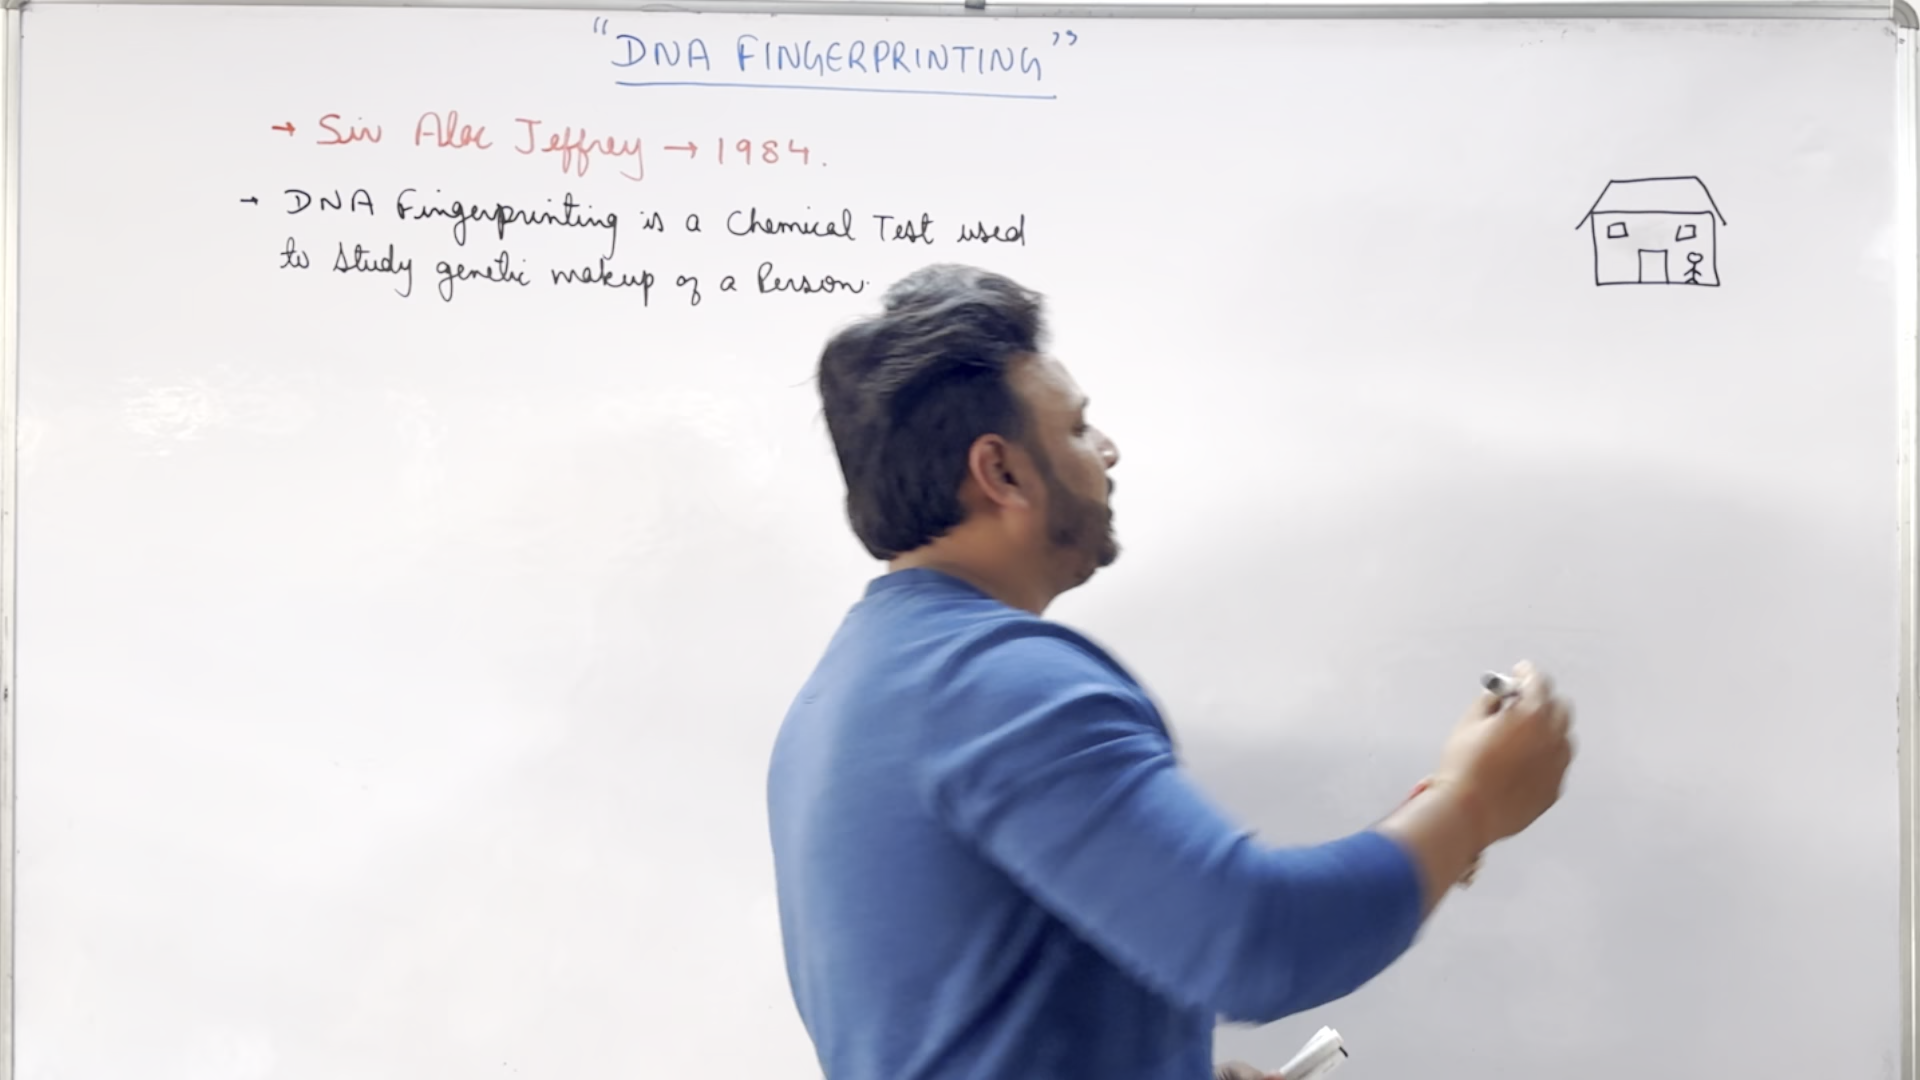 "DNA FINGERPRINTING"
→ Sir Alec Jeffrey → 1984.
→ DNA Fingerprinting is a Chemical Test used
to study genetic makeup of a Person.